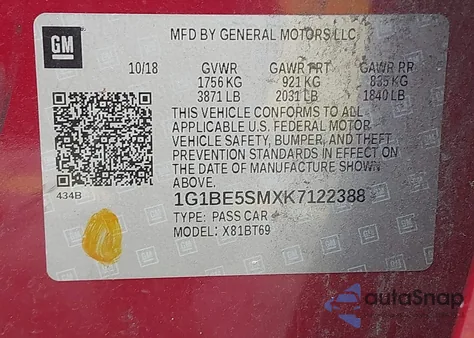 GM
MFD BY GENERAL MOTORS LLC
10/18 GVWR GAWR FRT GAWR RR
1756 KG 921 KG 835 KG
3871 LB 2031 LB 1840 LB
THIS VEHICLE CONFORMS TO ALL
APPLICABLE U.S. FEDERAL MOTOR
VEHICLE SAFETY, BUMPER, AND THEFT
PREVENTION STANDARDS IN EFFECT ON
THE DATE OF MANUFACTURE SHOWN
ABOVE.
434B
1G1BE5SMXK7122388
TYPE: PASS CAR
MODEL: X81BT69
autoSnap